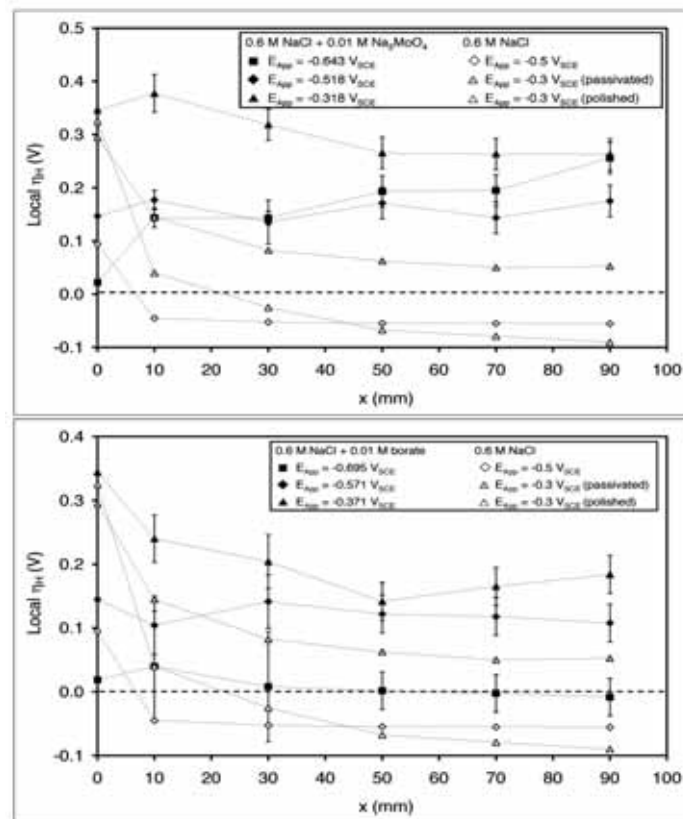 0.6 M NaCl + 0.01 M Na₂MoO₄ 0.6 M NaCl
E_App = -0.643 V_SCE E_App = -0.5 V_SCE
E_App = -0.518 V_SCE E_App = -0.3 V_SCE (passivated)
E_App = -0.318 V_SCE E_App = -0.3 V_SCE (polished)
0.5
0.4
0.3
0.2
0.1
0.0
-0.1
Local η_H (V)
0 10 20 30 40 50 60 70 80 90 100
x (mm)
0.6 M NaCl + 0.01 M borate 0.6 M NaCl
E_App = -0.695 V_SCE E_App = -0.5 V_SCE
E_App = -0.571 V_SCE E_App = -0.3 V_SCE (passivated)
E_App = -0.371 V_SCE E_App = -0.3 V_SCE (polished)
0.4
0.3
0.2
0.1
0.0
-0.1
Local η_H (V)
0 10 20 30 40 50 60 70 80 90 100
x (mm)